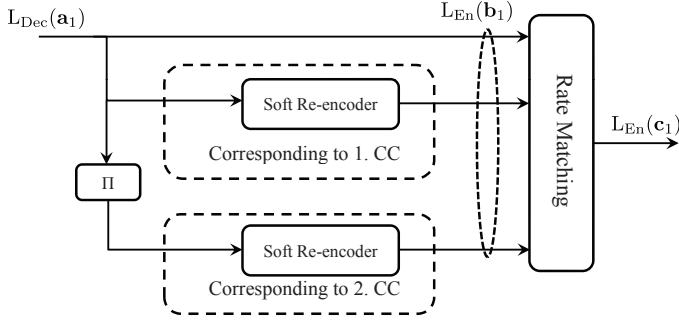 L_Dec(a_1)
L_En(b_1)
Soft Re-encoder
Corresponding to 1. CC
Rate Matching
L_En(c_1)
Π
Soft Re-encoder
Corresponding to 2. CC